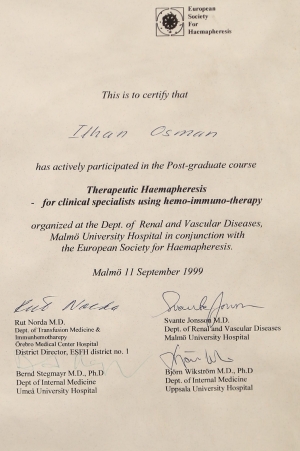 European
Society
For
Haemapheresis
This is to certify that
Ilhan Osman
has actively participated in the Post-graduate course
Therapeutic Haemapheresis
- for clinical specialists using hemo-immuno-therapy
organized at the Dept. of Renal and Vascular Diseases,
Malmö University Hospital in conjunction with
the European Society for Haemapheresis.
Malmö 11 September 1999
Rut Norda
Rut Norda M.D.
Dept. of Transfusion Medicine &
Immunhemotherapy
Örebro Medical Center Hospital
District Director, ESFH district no. 1
Svante Jonsson
Svante Jonsson M.D.
Dept. of Renal and Vascular Diseases
Malmö University Hospital
Bernd Stegmayr M.D., Ph.D
Dept of Internal Medicine
Umeå University Hospital
Björn Wikström M.D., Ph.D
Dept of Internal Medicine
Uppsala University Hospital